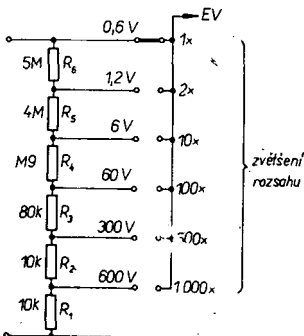 EV
0,6 V 1x
5M R₆
1,2 V 2x
4M R₅
6 V 10x
M9 R₄
60 V 100x
zvětšení
rozsahu
80k R₃
300 V 500x
10k R₂
600 V 1000x
10k R₁